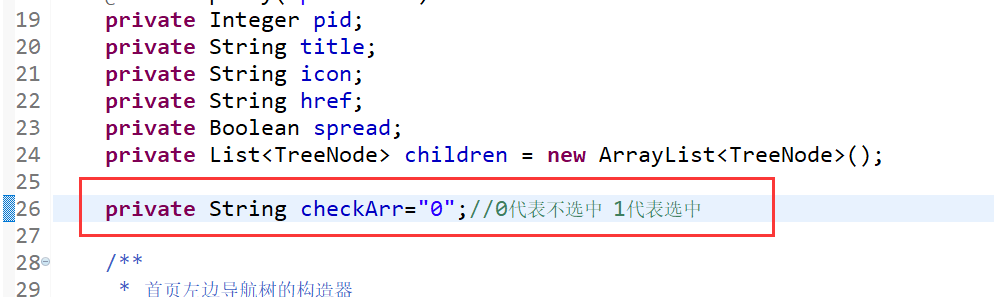 19 private Integer pid;
20 private String title;
21 private String icon;
22 private String href;
23 private Boolean spread;
24 private List<TreeNode> children = new ArrayList<TreeNode>();
25
26 private String checkArr="0";//0代表不选中 1代表选中
27
28 /**
29 * 首页左边导航树的构造器